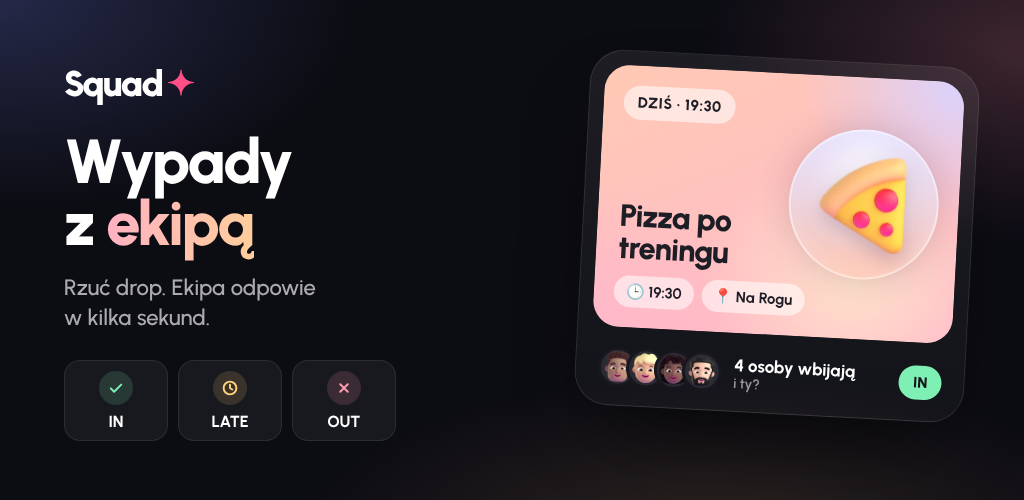 Squad
Wypady
z ekipą
Rzuć drop. Ekipa odpowie
w kilka sekund.
IN
LATE
OUT
DZIŚ · 19:30
Pizza po
treningu
19:30
Na Rogu
4 osoby wbijają
i ty?
IN